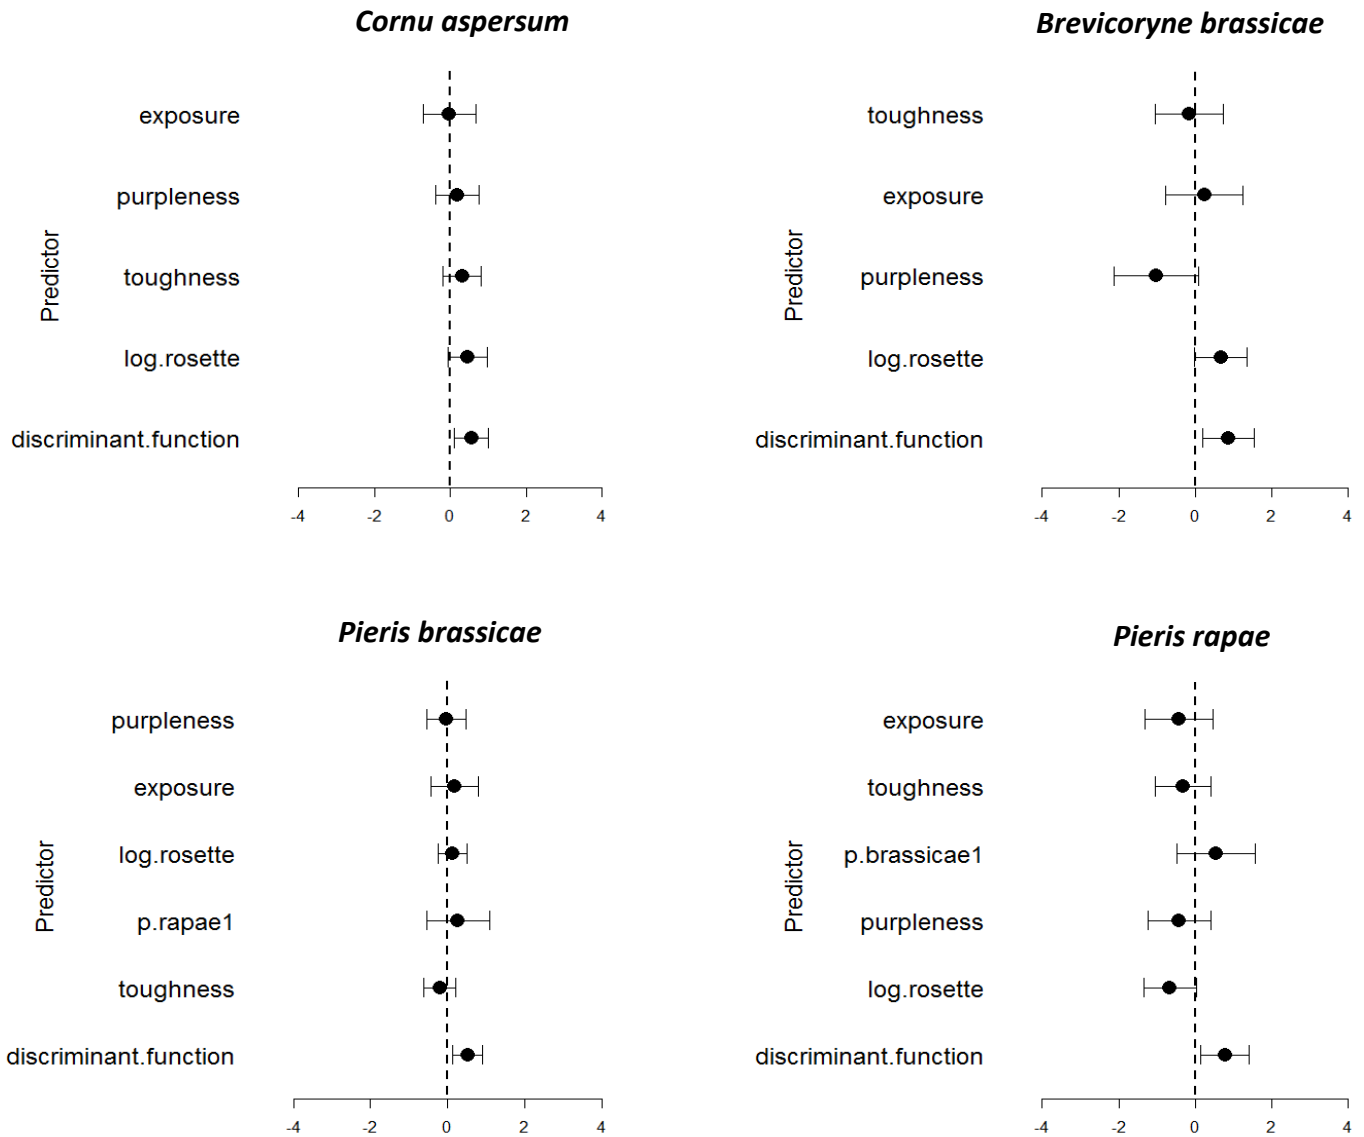 Cornu aspersum
exposure
purpleness
toughness
log.rosette
discriminant.function
Predictor
-4 -2 0 2 4
Brevicoryne brassicae
toughness
exposure
purpleness
log.rosette
discriminant.function
Predictor
-4 -2 0 2 4
Pieris brassicae
purpleness
exposure
log.rosette
p.rapae1
toughness
discriminant.function
Predictor
-4 -2 0 2 4
Pieris rapae
exposure
toughness
p.brassicae1
purpleness
log.rosette
discriminant.function
Predictor
-4 -2 0 2 4